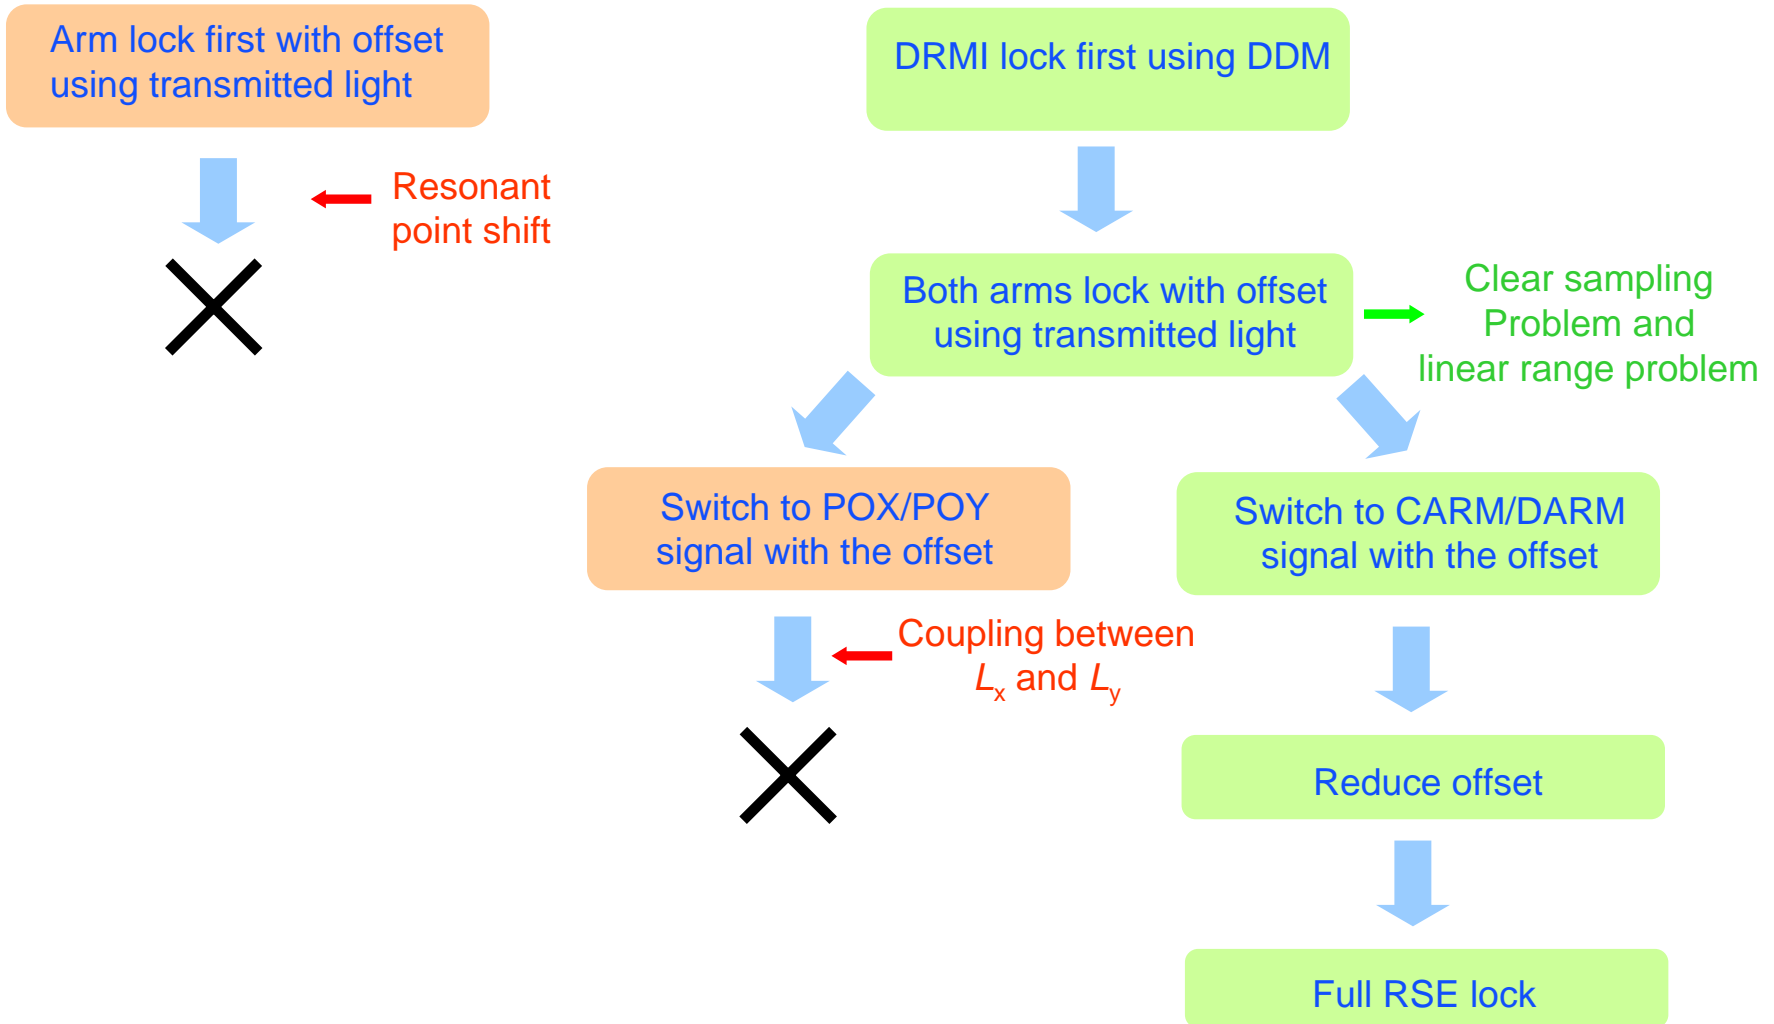 Arm lock first with offset
using transmitted light
Resonant
point shift
DRMI lock first using DDM
Both arms lock with offset
using transmitted light
Clear sampling
Problem and
linear range problem
Switch to POX/POY
signal with the offset
Coupling between
Lx and Ly
Switch to CARM/DARM
signal with the offset
Reduce offset
Full RSE lock